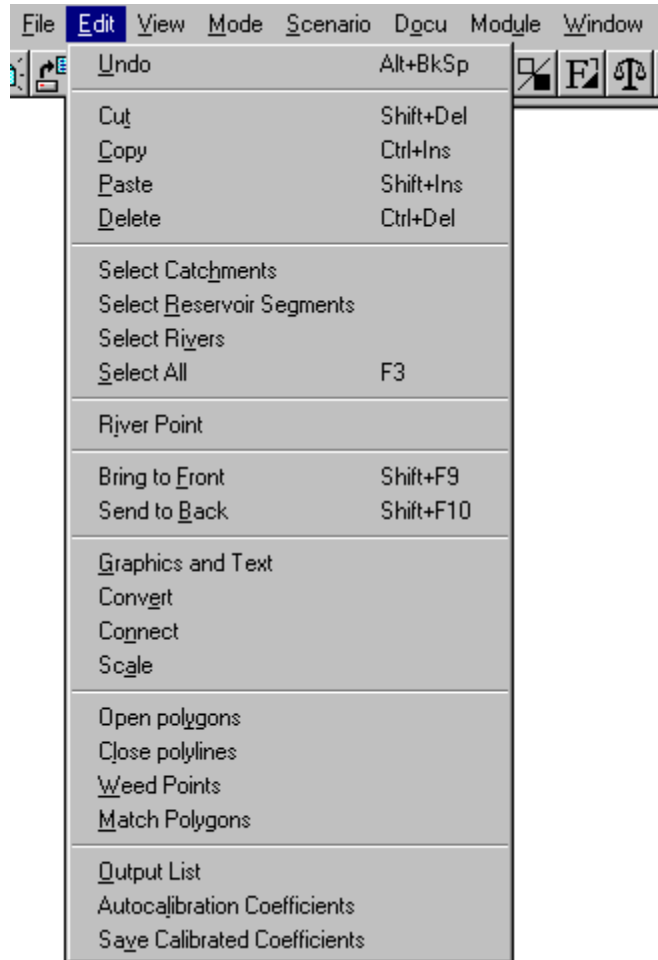 File Edit View Mode Scenario Docu Module Window
Undo Alt+BkSp
Cut Shift+Del
Copy Ctrl+Ins
Paste Shift+Ins
Delete Ctrl+Del
Select Catchments
Select Reservoir Segments
Select Rivers
Select All F3
River Point
Bring to Front Shift+F9
Send to Back Shift+F10
Graphics and Text
Convert
Connect
Scale
Open polygons
Close polylines
Weed Points
Match Polygons
Output List
Autocalibration Coefficients
Save Calibrated Coefficients
F